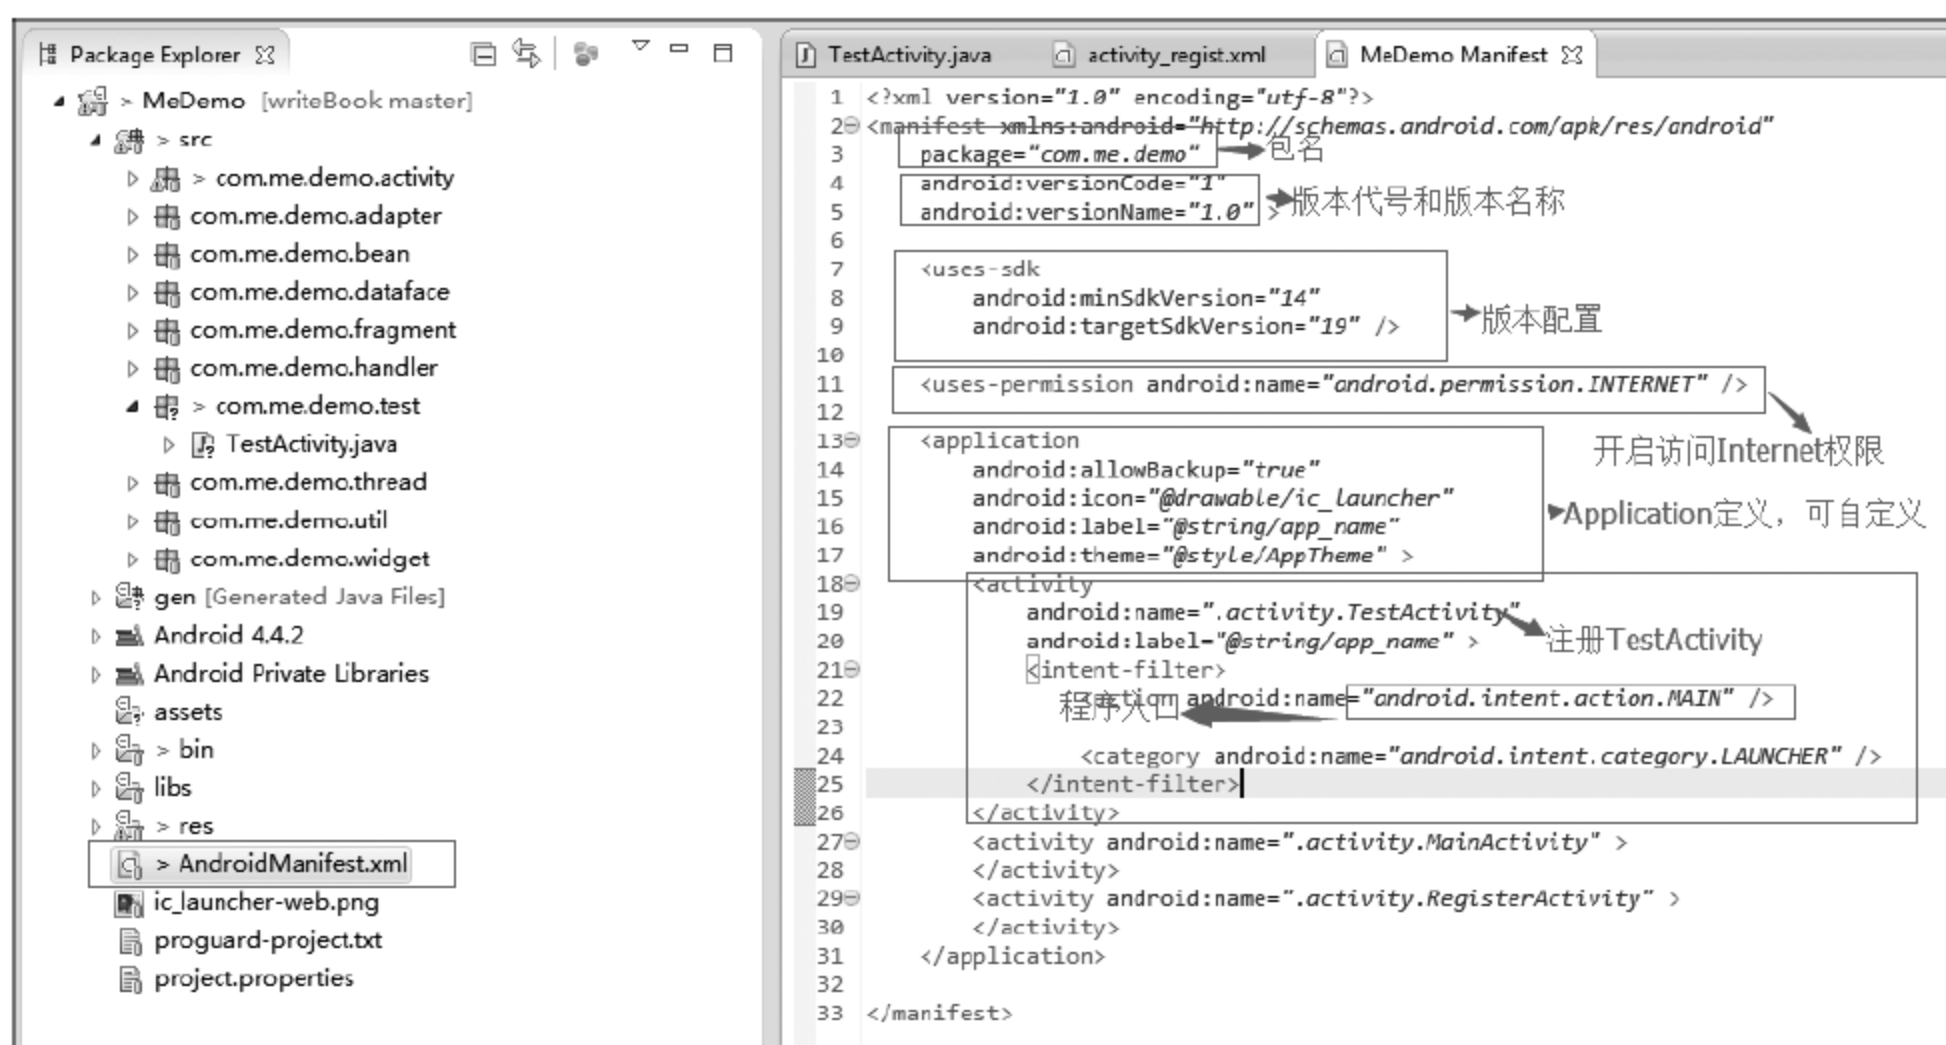 Package Explorer
> MeDemo [writeBook master]
> src
> com.me.demo.activity
com.me.demo.adapter
com.me.demo.bean
com.me.demo.dataface
com.me.demo.fragment
com.me.demo.handler
> com.me.demo.test
TestActivity.java
com.me.demo.thread
com.me.demo.util
com.me.demo.widget
gen [Generated Java Files]
Android 4.4.2
Android Private Libraries
assets
> bin
libs
> res
> AndroidManifest.xml
ic_launcher-web.png
proguard-project.txt
project.properties
TestActivity.java activity_regist.xml MeDemo Manifest
1 <?xml version="1.0" encoding="utf-8"?>
2 <manifest xmlns:android="http://schemas.android.com/apk/res/android"
3 package="com.me.demo" 包名
4 android:versionCode="1"
5 android:versionName="1.0" > 版本代号和版本名称
6
7 <uses-sdk
8 android:minSdkVersion="14"
9 android:targetSdkVersion="19" /> 版本配置
10
11 <uses-permission android:name="android.permission.INTERNET" />
12
开启访问Internet权限
13 <application
14 android:allowBackup="true"
15 android:icon="@drawable/ic_launcher"
16 android:label="@string/app_name"
Application定义，可自定义
17 android:theme="@style/AppTheme" >
18 <activity
19 android:name=".activity.TestActivity"
20 android:label="@string/app_name" > 注册TestActivity
21 <intent-filter>
22 <action android:name="android.intent.action.MAIN" />
程序入口
23
24 <category android:name="android.intent.category.LAUNCHER" />
25 </intent-filter>
26 </activity>
27 <activity android:name=".activity.MainActivity" >
28 </activity>
29 <activity android:name=".activity.RegisterActivity" >
30 </activity>
31 </application>
32
33 </manifest>